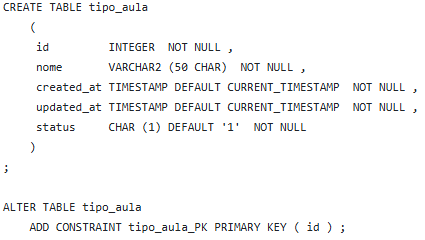 CREATE TABLE tipo_aula
(
id INTEGER NOT NULL ,
nome VARCHAR2 (50 CHAR) NOT NULL ,
created_at TIMESTAMP DEFAULT CURRENT_TIMESTAMP NOT NULL ,
updated_at TIMESTAMP DEFAULT CURRENT_TIMESTAMP NOT NULL ,
status CHAR (1) DEFAULT '1' NOT NULL
)
;
ALTER TABLE tipo_aula
ADD CONSTRAINT tipo_aula_PK PRIMARY KEY ( id ) ;